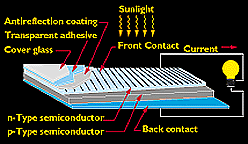 Antireflection coating
Transparent adhesive
Cover glass
Sunlight
Front Contact
Current
n-Type semiconductor
p-Type semiconductor
Back contact